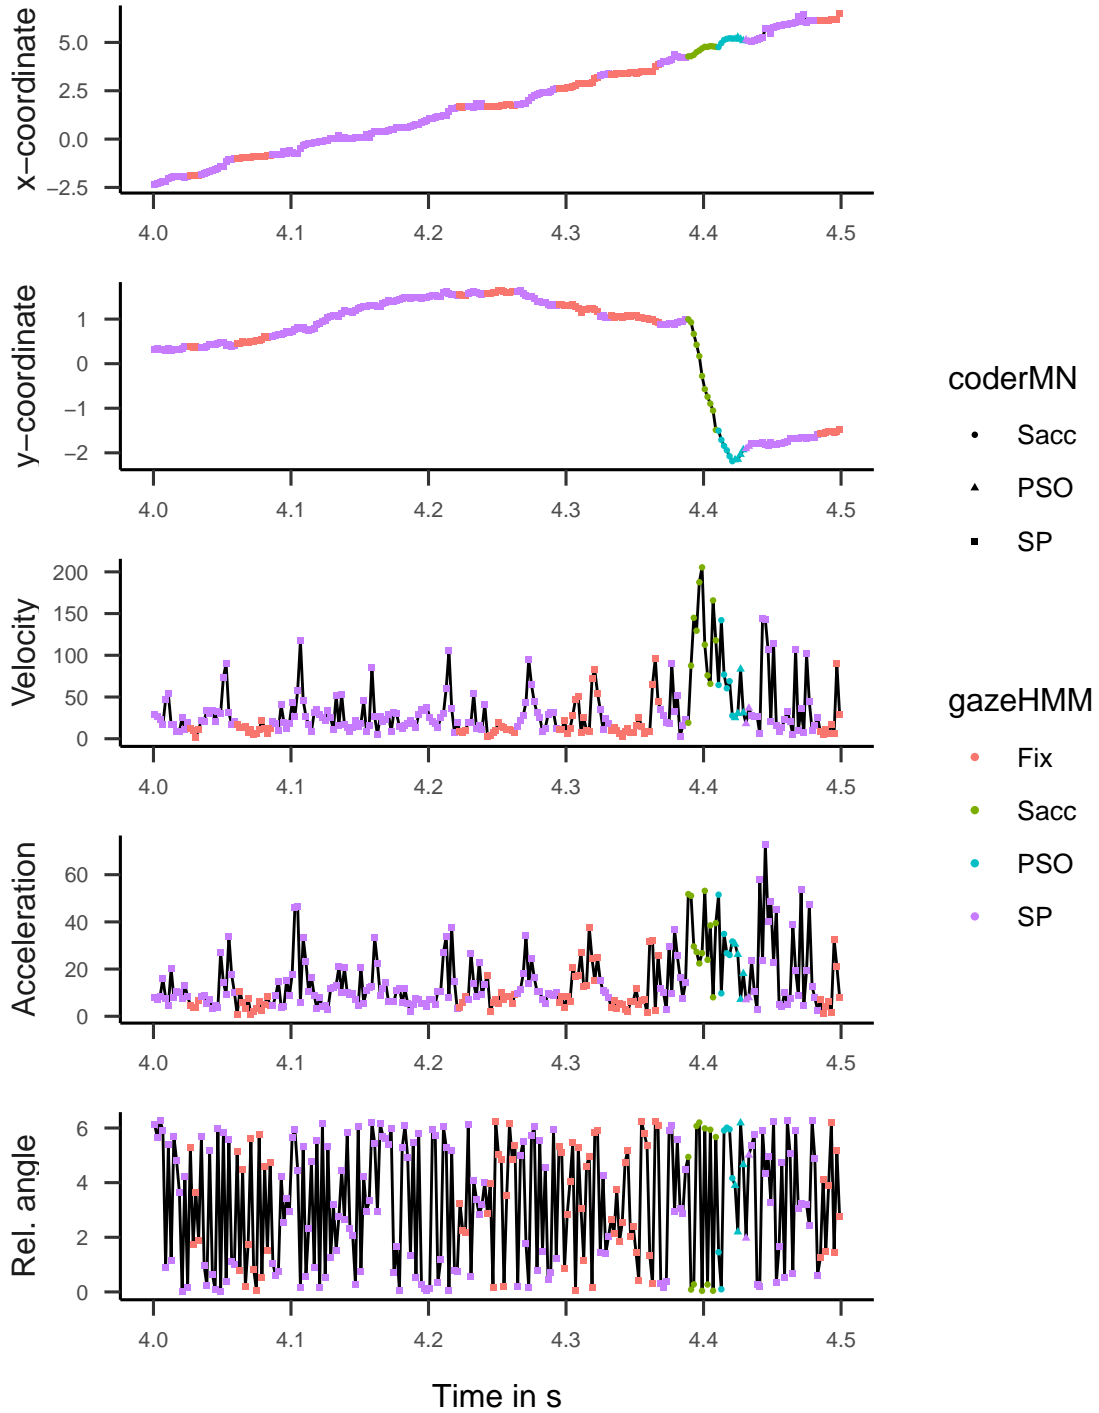 x−coordinate
5.0
2.5
0.0
−2.5
4.0 4.1 4.2 4.3 4.4 4.5
y−coordinate
1
0
−1
−2
4.0 4.1 4.2 4.3 4.4 4.5
Velocity
200
150
100
50
0
4.0 4.1 4.2 4.3 4.4 4.5
Acceleration
60
40
20
0
4.0 4.1 4.2 4.3 4.4 4.5
Rel. angle
6
4
2
0
4.0 4.1 4.2 4.3 4.4 4.5
Time in s
coderMN
Sacc
PSO
SP
gazeHMM
Fix
Sacc
PSO
SP